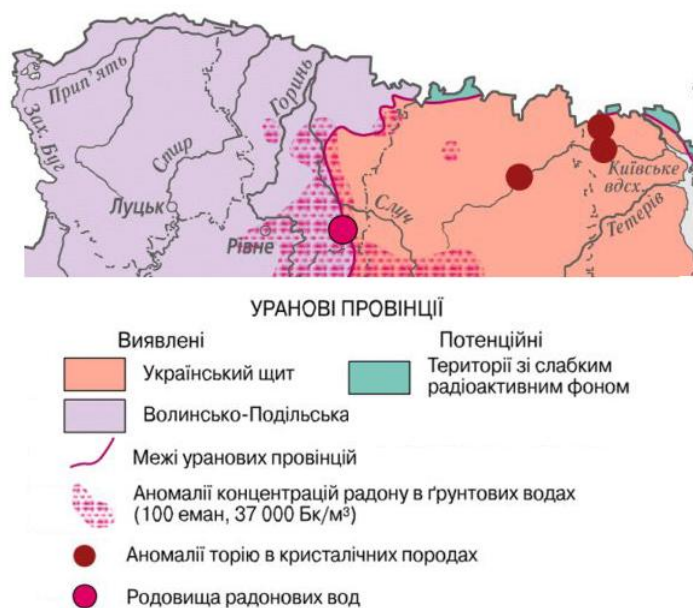 Прип'ять
Зах. Буг
Стир
Горинь
Луцьк
Рівне
Случ
Київське
вдсх.
Тетерів
УРАНОВІ ПРОВІНЦІЇ
Виявлені
Потенційні
Український щит
Території зі слабким
радіоактивним фоном
Волинсько-Подільська
Межі уранових провінцій
Аномалії концентрацій радону в ґрунтових водах
(100 еман, 37 000 Бк/м³)
Аномалії торію в кристалічних породах
Родовища радонових вод